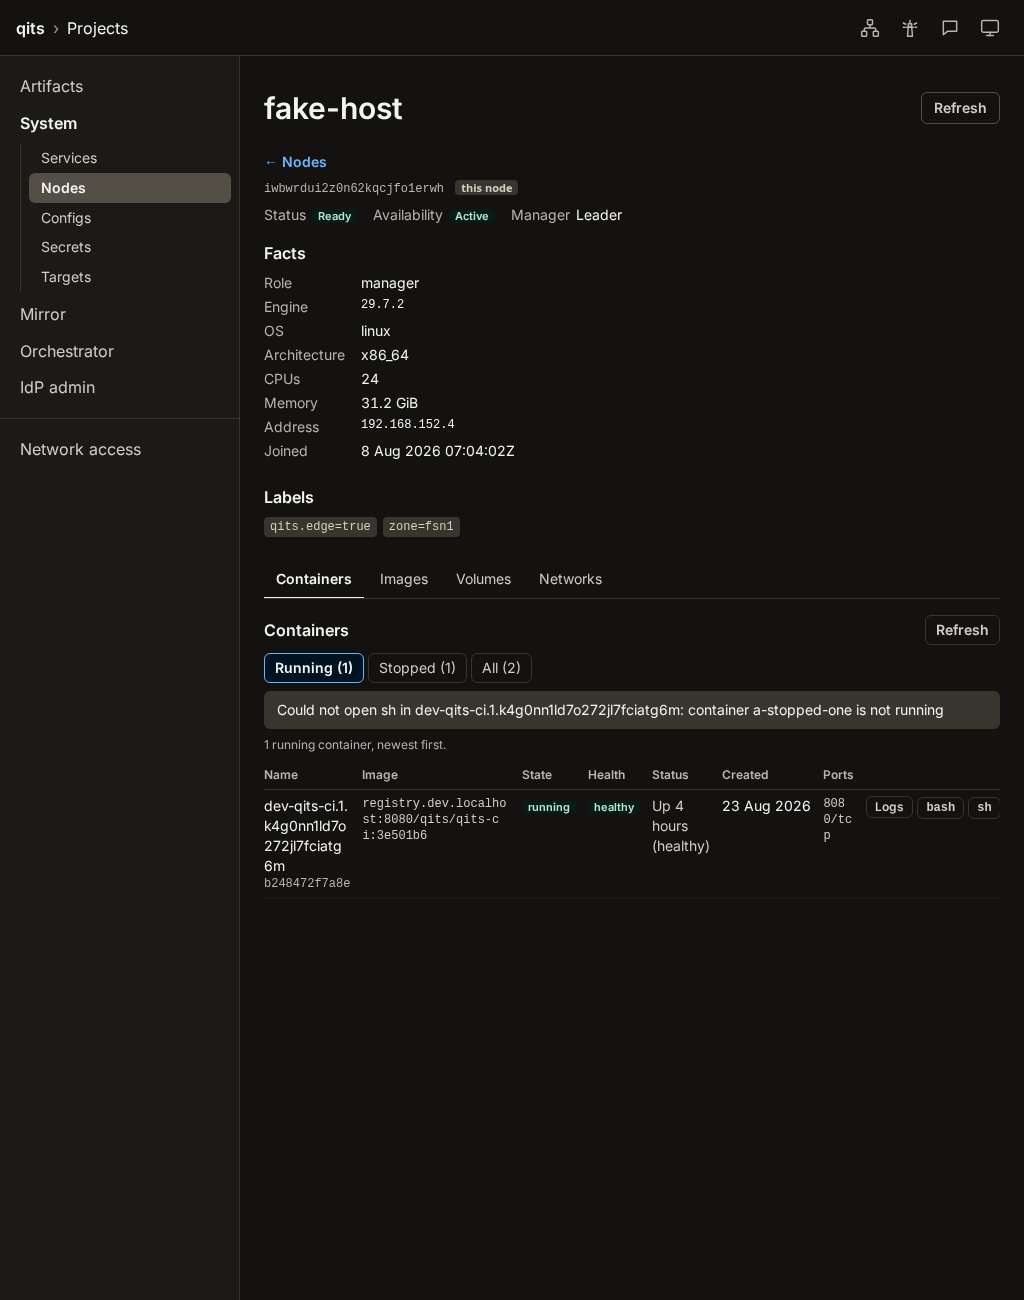 qits › Projects
Artifacts
System
Services
Nodes
Configs
Secrets
Targets
Mirror
Orchestrator
IdP admin
Network access
fake-host
Refresh
← Nodes
iwbwrdui2z0n62kqcjfo1erwh this node
Status Ready Availability Active Manager Leader
Facts
Role manager
Engine 29.7.2
OS linux
Architecture x86_64
CPUs 24
Memory 31.2 GiB
Address 192.168.152.4
Joined 8 Aug 2026 07:04:02Z
Labels
qits.edge=true zone=fsn1
Containers Images Volumes Networks
Containers
Refresh
Running (1) Stopped (1) All (2)
Could not open sh in dev-qits-ci.1.k4g0nn1ld7o272jl7fciatg6m: container a-stopped-one is not running
1 running container, newest first.
Name Image State Health Status Created Ports
dev-qits-ci.1.
k4g0nn1ld7o
272jl7fciatg
6m
b248472f7a8e
registry.dev.localho
st:8080/qits/qits-c
i:3e501b6
running
healthy
Up 4
hours
(healthy)
23 Aug 2026
808
0/tc
p
Logs bash sh